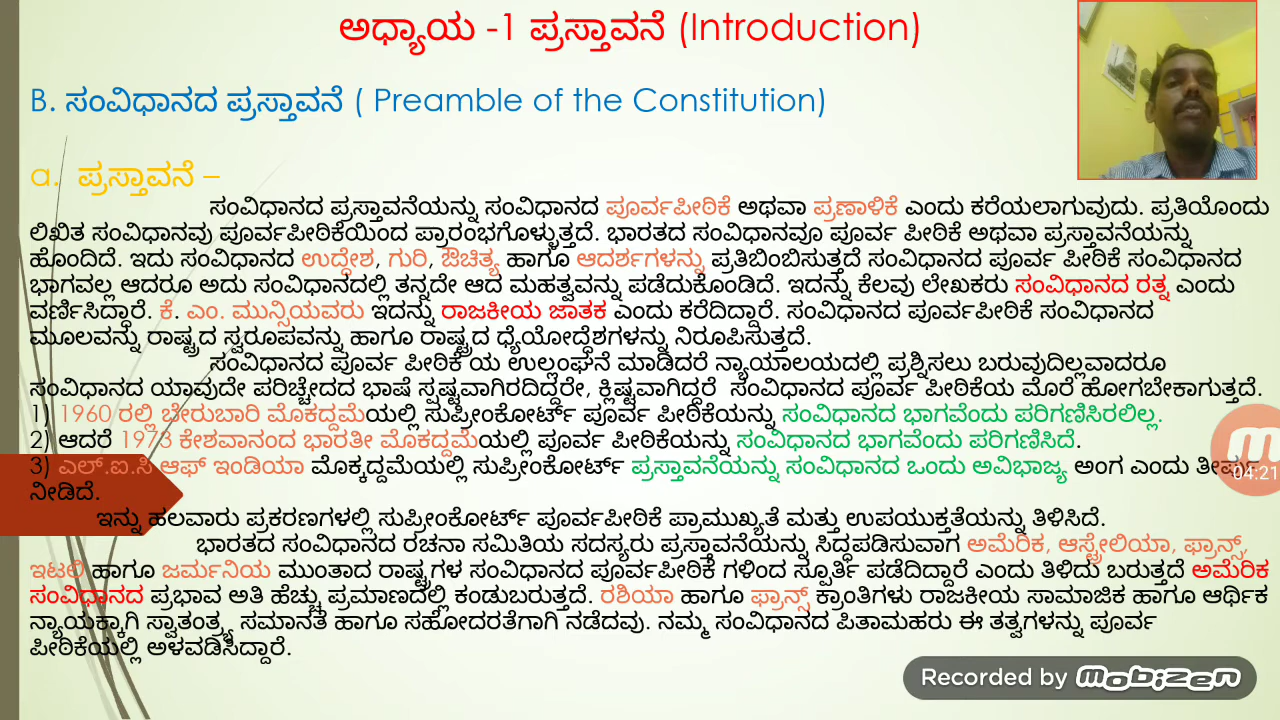 ಅಧ್ಯಾಯ -1 ಪ್ರಸ್ತಾವನೆ (Introduction)
B. ಸಂವಿಧಾನದ ಪ್ರಸ್ತಾವನೆ ( Preamble of the Constitution)
a. ಪ್ರಸ್ತಾವನೆ –
ಸಂವಿಧಾನದ ಪ್ರಸ್ತಾವನೆಯನ್ನು ಸಂವಿಧಾನದ ಪೂರ್ವಪೀಠಿಕೆ ಅಥವಾ ಪ್ರಣಾಳಿಕೆ ಎಂದು ಕರೆಯಲಾಗುವುದು. ಪ್ರತಿಯೊಂದು
ಲಿಖಿತ ಸಂವಿಧಾನವು ಪೂರ್ವಪೀಠಿಕೆಯಿಂದ ಪ್ರಾರಂಭಗೊಳ್ಳುತ್ತದೆ. ಭಾರತದ ಸಂವಿಧಾನವೂ ಪೂರ್ವ ಪೀಠಿಕೆ ಅಥವಾ ಪ್ರಸ್ತಾವನೆಯನ್ನು
ಹೊಂದಿದೆ. ಇದು ಸಂವಿಧಾನದ ಉದ್ದೇಶ, ಗುರಿ, ಔಚಿತ್ಯ ಹಾಗೂ ಆದರ್ಶಗಳನ್ನು ಪ್ರತಿಬಿಂಬಿಸುತ್ತದೆ ಸಂವಿಧಾನದ ಪೂರ್ವ ಪೀಠಿಕೆ ಸಂವಿಧಾನದ
ಭಾಗವಲ್ಲ ಆದರೂ ಅದು ಸಂವಿಧಾನದಲ್ಲಿ ತನ್ನದೇ ಆದ ಮಹತ್ವವನ್ನು ಪಡೆದುಕೊಂಡಿದೆ. ಇದನ್ನು ಕೆಲವು ಲೇಖಕರು ಸಂವಿಧಾನದ ರತ್ನ ಎಂದು
ವರ್ಣಿಸಿದ್ದಾರೆ. ಕೆ. ಎಂ. ಮುನ್ಸಿಯವರು ಇದನ್ನು ರಾಜಕೀಯ ಜಾತಕ ಎಂದು ಕರೆದಿದ್ದಾರೆ. ಸಂವಿಧಾನದ ಪೂರ್ವಪೀಠಿಕೆ ಸಂವಿಧಾನದ
ಮೂಲವನ್ನು ರಾಷ್ಟ್ರದ ಸ್ವರೂಪವನ್ನು ಹಾಗೂ ರಾಷ್ಟ್ರದ ಧ್ಯೇಯೋದ್ದೇಶಗಳನ್ನು ನಿರೂಪಿಸುತ್ತದೆ.
ಸಂವಿಧಾನದ ಪೂರ್ವ ಪೀಠಿಕೆ ಯ ಉಲ್ಲಂಘನೆ ಮಾಡಿದರೆ ನ್ಯಾಯಾಲಯದಲ್ಲಿ ಪ್ರಶ್ನಿಸಲು ಬರುವುದಿಲ್ಲವಾದರೂ
ಸಂವಿಧಾನದ ಯಾವುದೇ ಪರಿಚ್ಛೇದದ ಭಾಷೆ ಸ್ಪಷ್ಟವಾಗಿರದಿದ್ದರೇ, ಕ್ಲಿಷ್ಟವಾಗಿದ್ದರೆ ಸಂವಿಧಾನದ ಪೂರ್ವ ಪೀಠಿಕೆಯ ಮೊರೆ ಹೋಗಬೇಕಾಗುತ್ತದೆ.
1) 1960 ರಲ್ಲಿ ಭೇರುಬಾರಿ ಮೊಕದ್ದಮೆಯಲ್ಲಿ ಸುಪ್ರೀಂಕೋರ್ಟ್ ಪೂರ್ವ ಪೀಠಿಕೆಯನ್ನು ಸಂವಿಧಾನದ ಭಾಗವೆಂದು ಪರಿಗಣಿಸಿರಲಿಲ್ಲ.
2) ಆದರೆ 1973 ಕೇಶವಾನಂದ ಭಾರತೀ ಮೊಕದ್ದಮೆಯಲ್ಲಿ ಪೂರ್ವ ಪೀಠಿಕೆಯನ್ನು ಸಂವಿಧಾನದ ಭಾಗವೆಂದು ಪರಿಗಣಿಸಿದೆ.
3) ಎಲ್.ಐ.ಸಿ ಆಫ್ ಇಂಡಿಯಾ ಮೊಕ್ಕದ್ದಮೆಯಲ್ಲಿ ಸುಪ್ರೀಂಕೋರ್ಟ್ ಪ್ರಸ್ತಾವನೆಯನ್ನು ಸಂವಿಧಾನದ ಒಂದು ಅವಿಭಾಜ್ಯ ಅಂಗ ಎಂದು ತೀರ್ಪು
ನೀಡಿದೆ.
ಇನ್ನು ಹಲವಾರು ಪ್ರಕರಣಗಳಲ್ಲಿ ಸುಪ್ರೀಂಕೋರ್ಟ್ ಪೂರ್ವಪೀಠಿಕೆ ಪ್ರಾಮುಖ್ಯತೆ ಮತ್ತು ಉಪಯುಕ್ತತೆಯನ್ನು ತಿಳಿಸಿದೆ.
ಭಾರತದ ಸಂವಿಧಾನದ ರಚನಾ ಸಮಿತಿಯ ಸದಸ್ಯರು ಪ್ರಸ್ತಾವನೆಯನ್ನು ಸಿದ್ಧಪಡಿಸುವಾಗ ಅಮೆರಿಕ, ಆಸ್ಟ್ರೇಲಿಯಾ, ಫ್ರಾನ್ಸ್,
ಇಟಲಿ ಹಾಗೂ ಜರ್ಮನಿಯ ಮುಂತಾದ ರಾಷ್ಟ್ರಗಳ ಸಂವಿಧಾನದ ಪೂರ್ವಪೀಠಿಕೆ ಗಳಿಂದ ಸ್ಪೂರ್ತಿ ಪಡೆದಿದ್ದಾರೆ ಎಂದು ತಿಳಿದು ಬರುತ್ತದೆ ಅಮೆರಿಕ
ಸಂವಿಧಾನದ ಪ್ರಭಾವ ಅತಿ ಹೆಚ್ಚು ಪ್ರಮಾಣದಲ್ಲಿ ಕಂಡುಬರುತ್ತದೆ. ರಶಿಯಾ ಹಾಗೂ ಫ್ರಾನ್ಸ್ ಕ್ರಾಂತಿಗಳು ರಾಜಕೀಯ ಸಾಮಾಜಿಕ ಹಾಗೂ ಆರ್ಥಿಕ
ನ್ಯಾಯಕ್ಕಾಗಿ ಸ್ವಾತಂತ್ರ್ಯ ಸಮಾನತೆ ಹಾಗೂ ಸಹೋದರತೆಗಾಗಿ ನಡೆದವು. ನಮ್ಮ ಸಂವಿಧಾನದ ಪಿತಾಮಹರು ಈ ತತ್ವಗಳನ್ನು ಪೂರ್ವ
ಪೀಠಿಕೆಯಲ್ಲಿ ಅಳವಡಿಸಿದ್ದಾರೆ.
04:21
Recorded by Mobizen